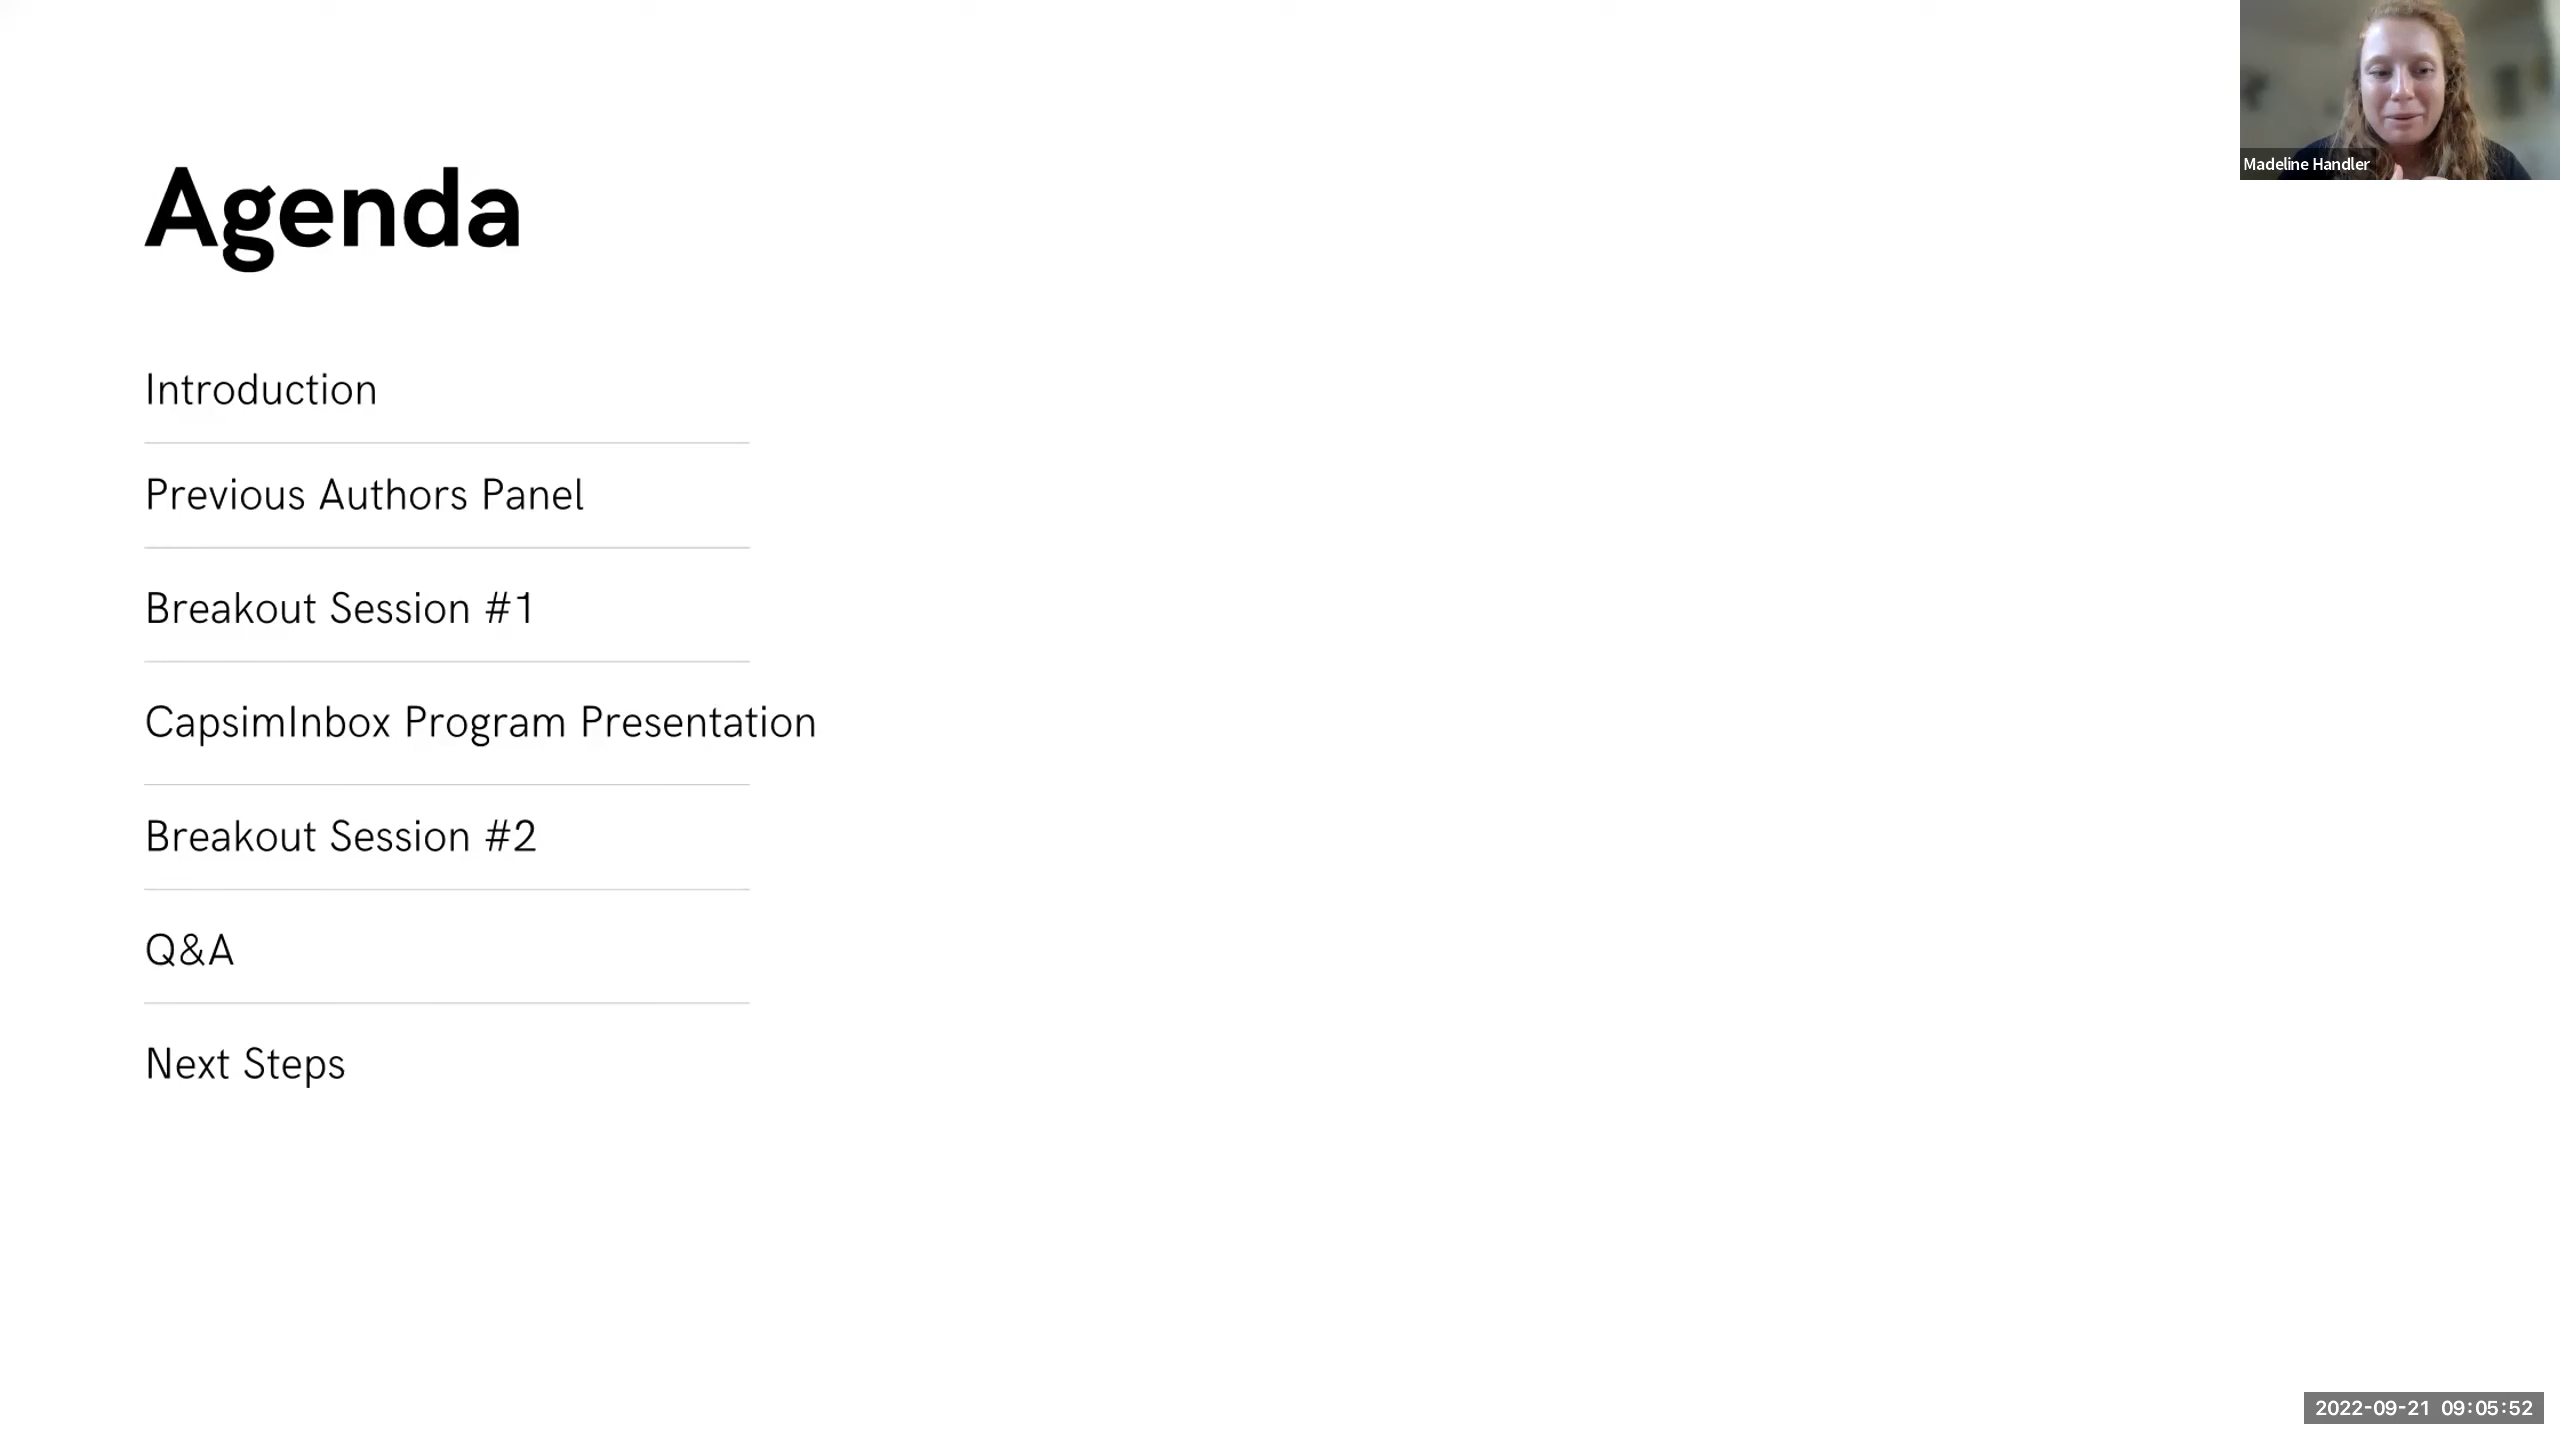 Madeline Handler
Agenda
Introduction
Previous Authors Panel
Breakout Session #1
CapsimInbox Program Presentation
Breakout Session #2
Q&A
Next Steps
2022-09-21 09:05:52